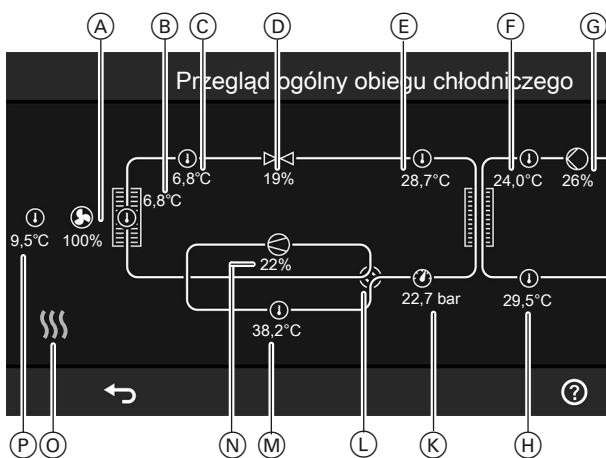 A B C D E F G
Przegląd ogólny obiegu chłodniczego
6,8°C 19% 28,7°C 24,0°C 26%
6,8°C
9,5°C 100%
22%
22,7 bar 29,5°C
38,2°C
?
P O N M L K H